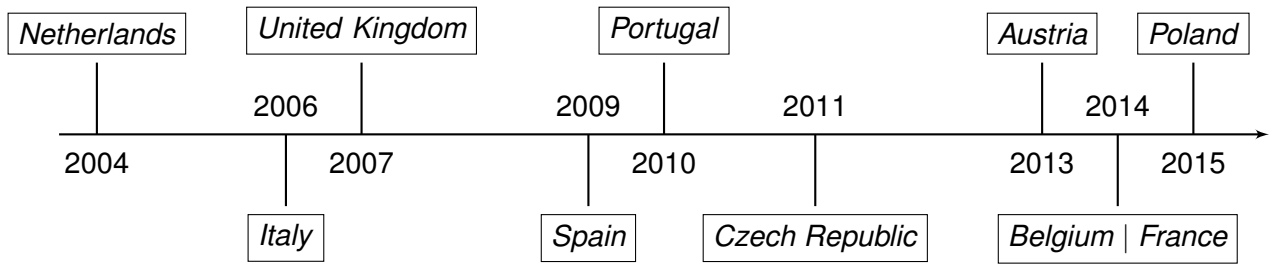 Netherlands United Kingdom Portugal Austria Poland
2006 2009 2011 2014
2004 2007 2010 2013 2015
Italy Spain Czech Republic Belgium | France